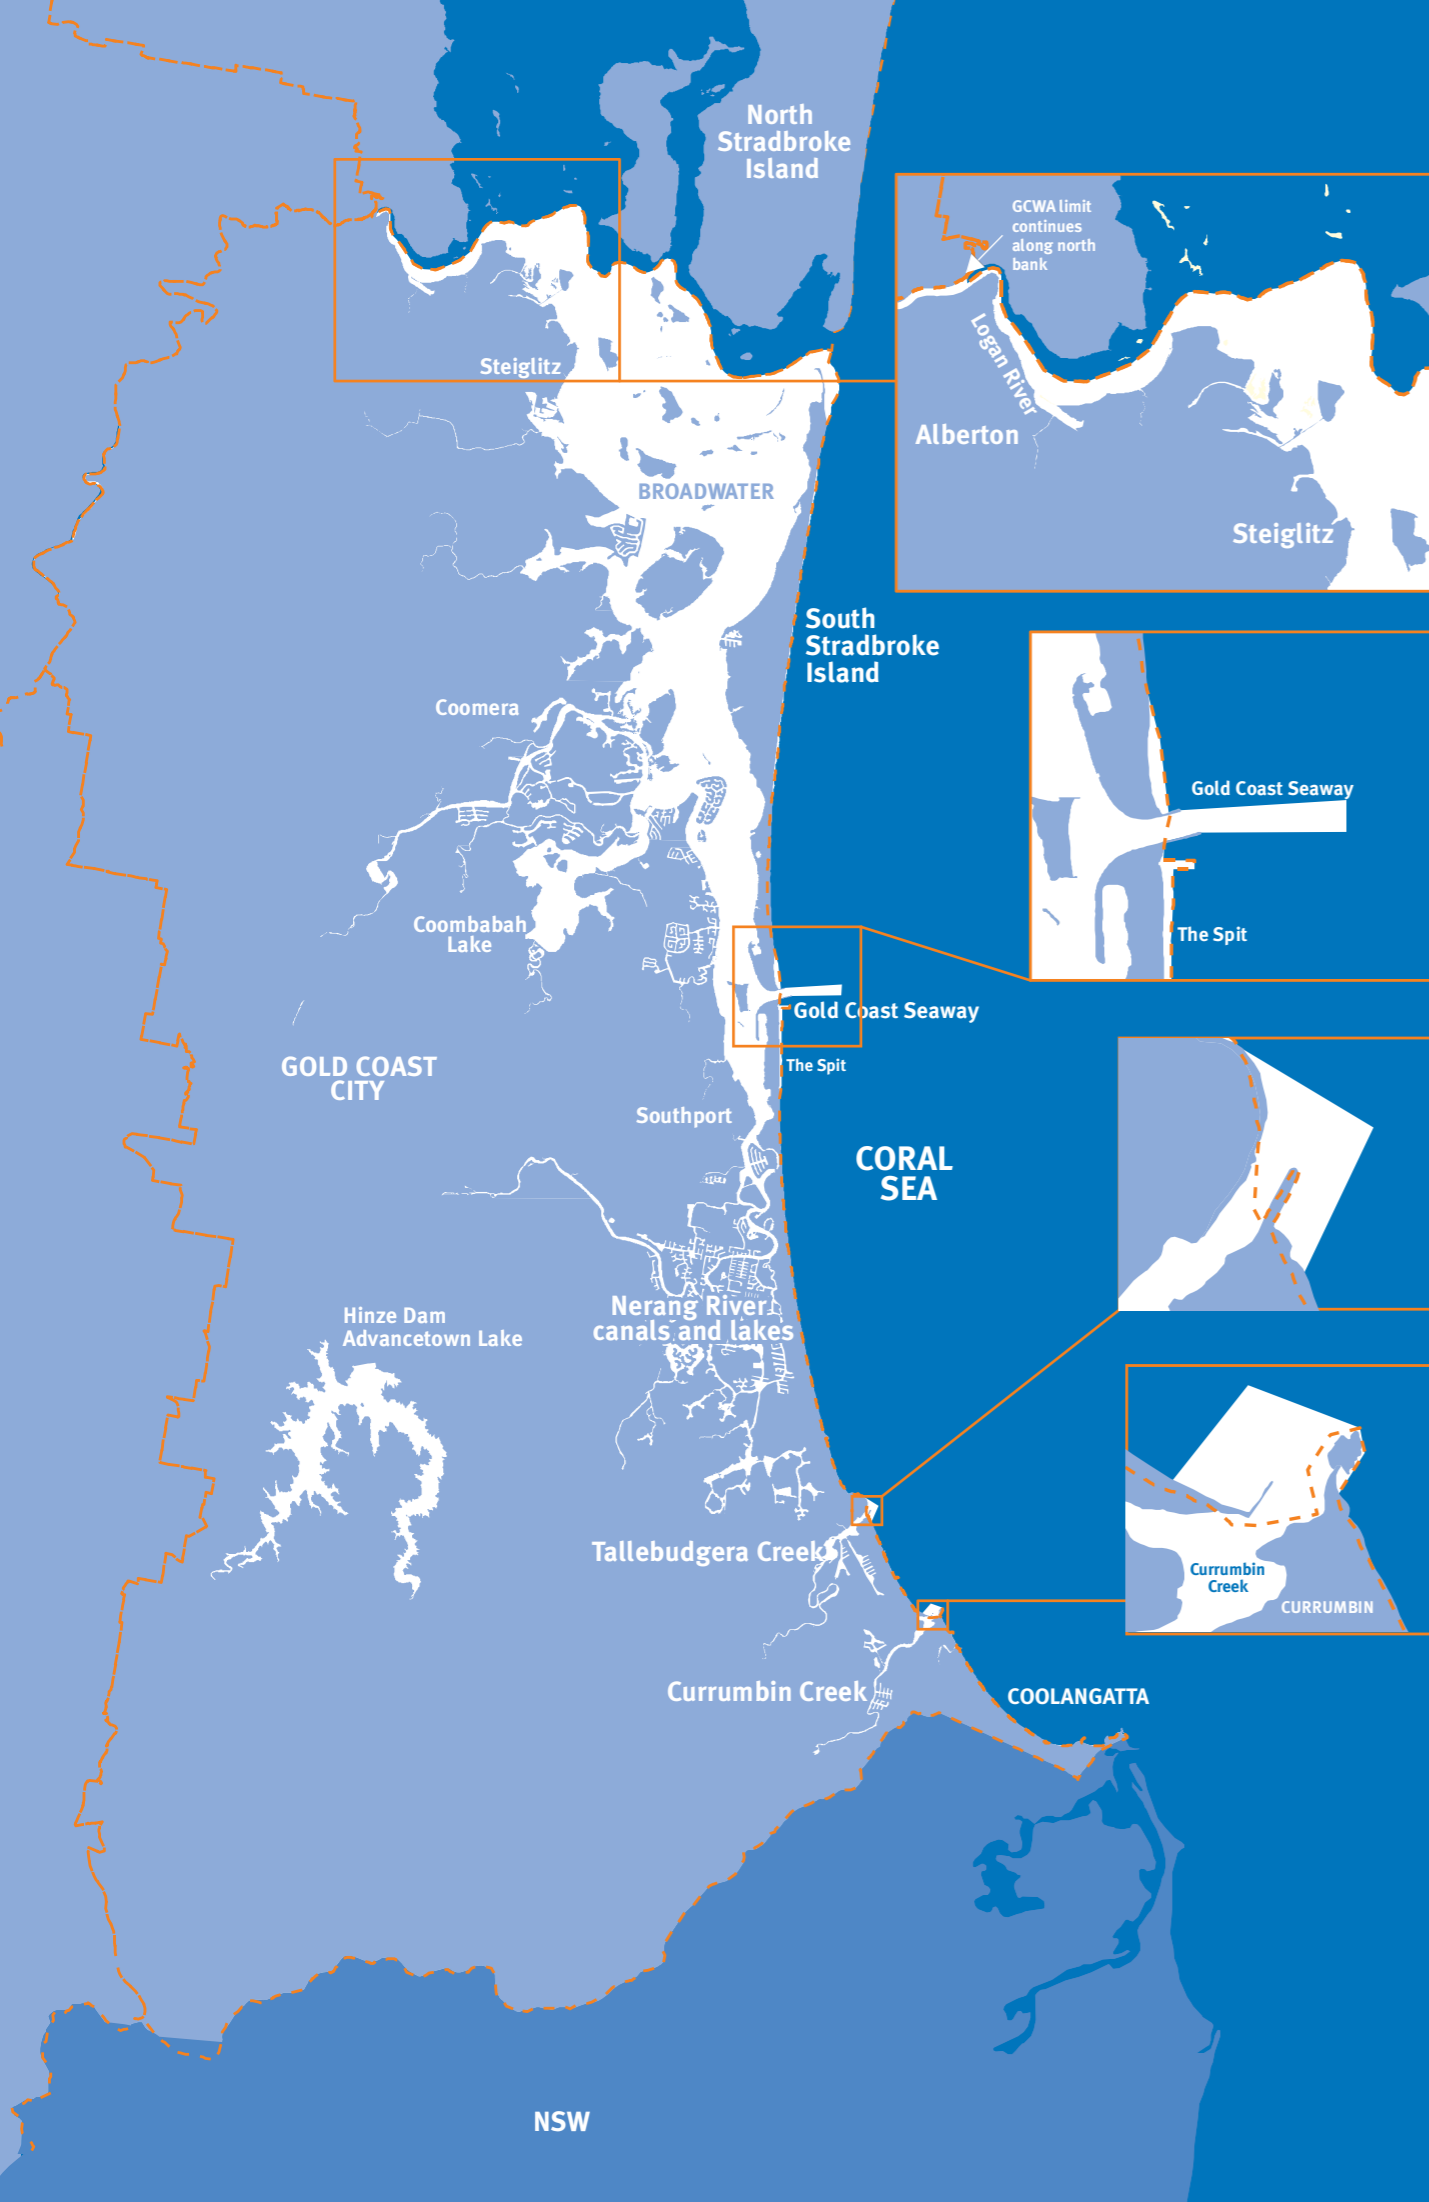 North
Stradbroke
Island
GCWA limit
continues
along north
bank
Logan River
Alberton
Steiglitz
Steiglitz
BROADWATER
South
Stradbroke
Island
Coomera
Gold Coast Seaway
The Spit
Coombabah
Lake
Gold Coast Seaway
The Spit
GOLD COAST
CITY
Southport
CORAL
SEA
Nerang River
canals and lakes
Hinze Dam
Advancetown Lake
Tallebudgera Creek
Currumbin
Creek
CURRUMBIN
Currumbin Creek
COOLANGATTA
NSW